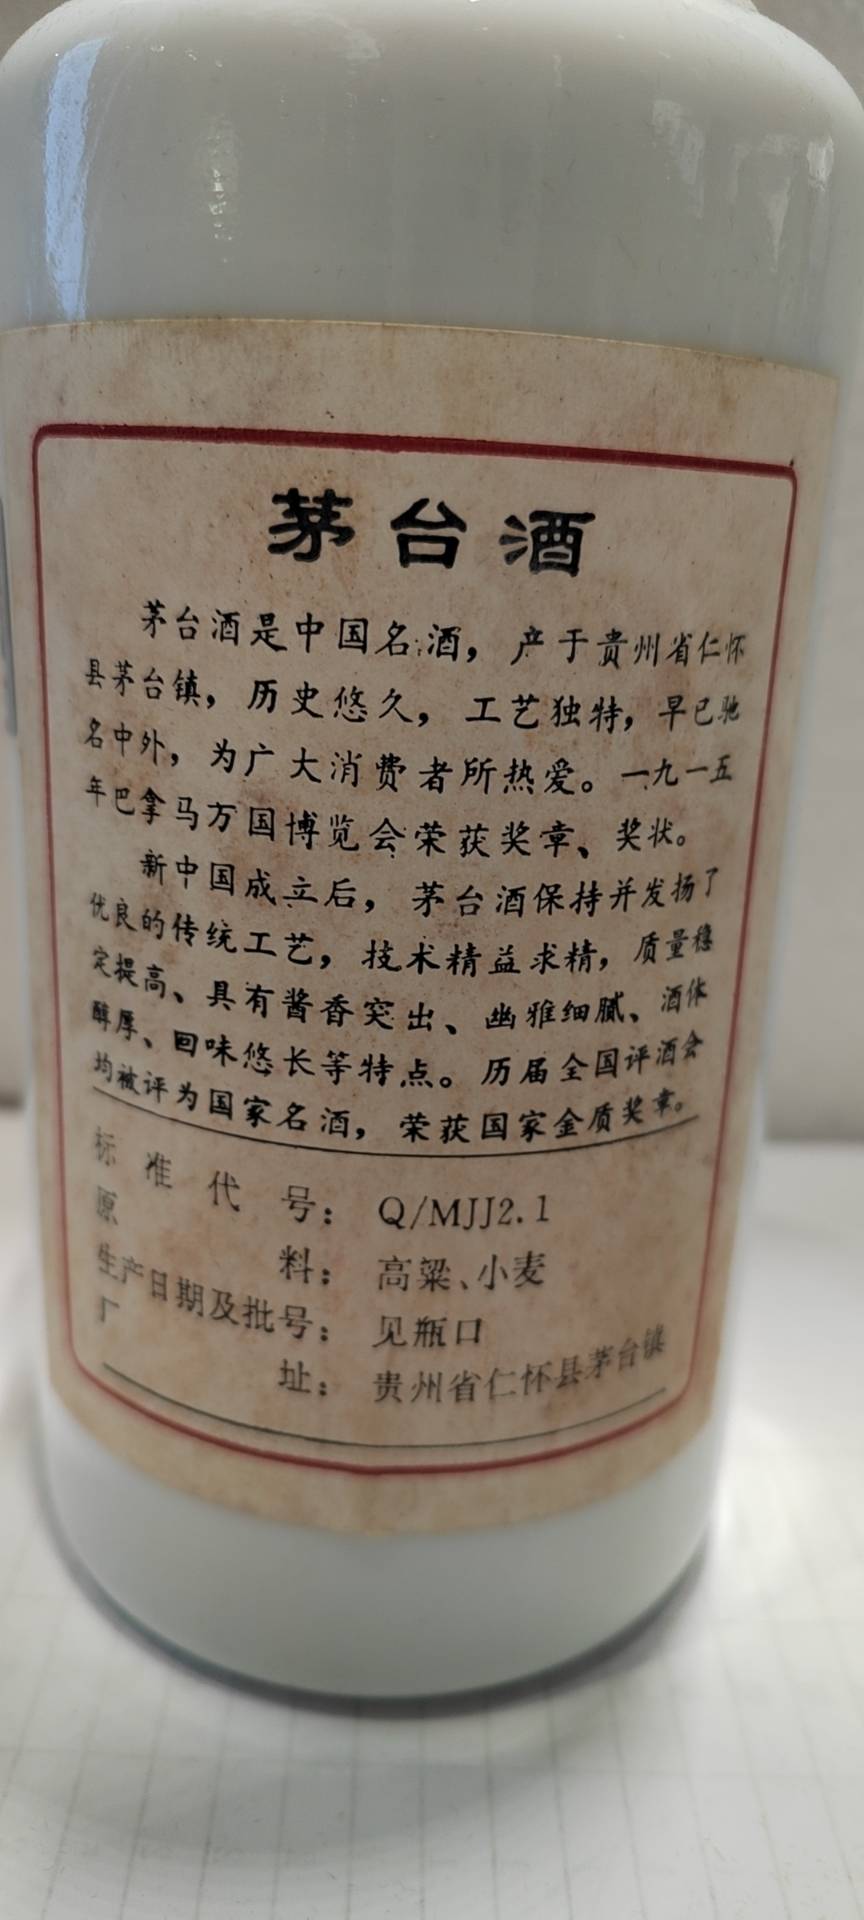 茅台酒
茅台酒是中国名酒，产于贵州省仁怀
县茅台镇，历史悠久，工艺独特，早已驰
名中外，为广大消费者所热爱。一九一五
年巴拿马万国博览会荣获奖章、奖状。
新中国成立后，茅台酒保持并发扬了
优良的传统工艺，技术精益求精，质量稳
定提高、具有酱香突出、幽雅细腻、酒体
醇厚、回味悠长等特点。历届全国评酒会
均被评为国家名酒，荣获国家金质奖章。
标准代号：Q/MJJ2.1
原料：高粱、小麦
生产日期及批号：见瓶口
厂址：贵州省仁怀县茅台镇